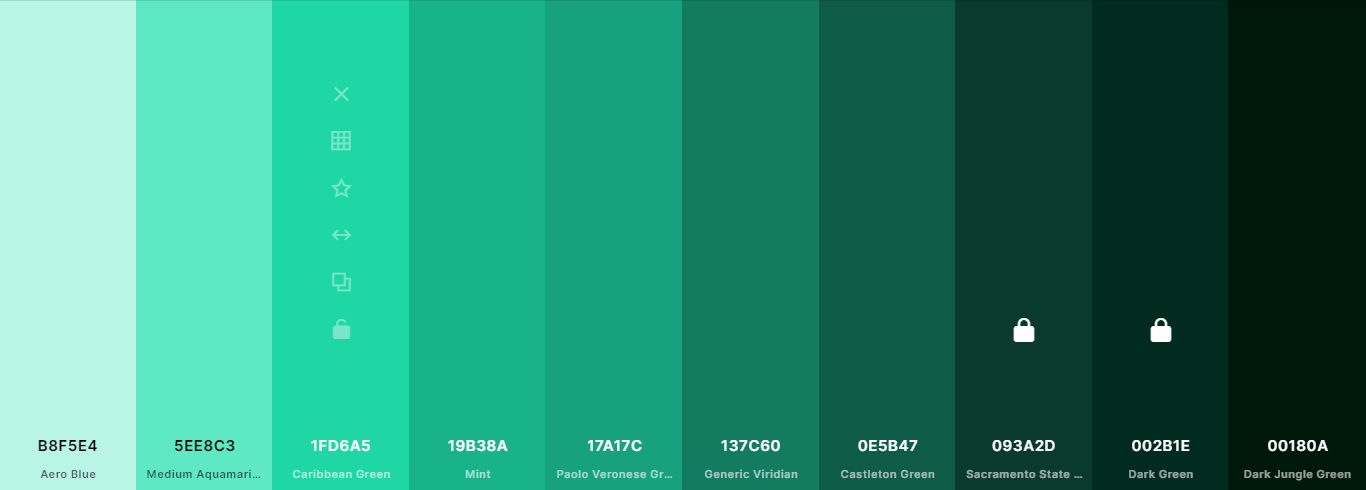 B8F5E4 5EE8C3 1FD6A5 19B38A 17A17C 137C60 0E5B47 093A2D 002B1E 00180A
Aero Blue Medium Aquamari... Caribbean Green Mint Paolo Veronese Gr... Generic Viridian Castleton Green Sacramento State ... Dark Green Dark Jungle Green